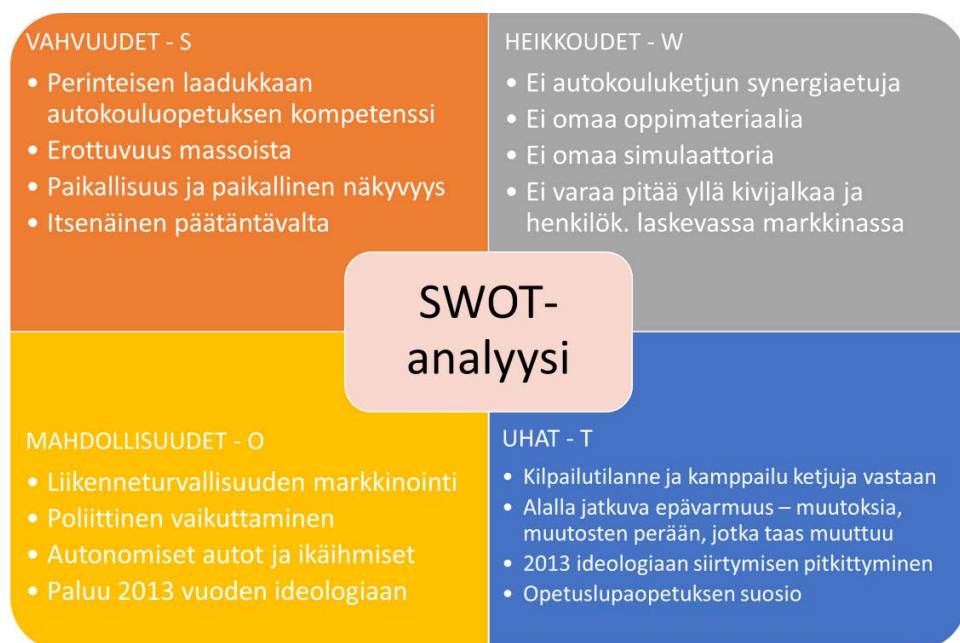 VAHVUUDET - S
• Perinteisen laadukkaan
autokouluopetuksen kompetenssi
• Erottuvuus massoista
• Paikallisuus ja paikallinen näkyvyys
• Itsenäinen päätäntävalta
HEIKKOUDET - W
• Ei autokouluketjun synergiaetuja
• Ei omaa oppimateriaalia
• Ei omaa simulaattoria
• Ei varaa pitää yllä kivijalkaa ja
henkilök. laskevassa markkinassa
SWOT-
analyysi
MAHDOLLISUUDET - O
• Liikenneturvallisuuden markkinointi
• Poliittinen vaikuttaminen
• Autonomiset autot ja ikäihmiset
• Paluu 2013 vuoden ideologiaan
UHAT - T
• Kilpailutilanne ja kamppailu ketjuja vastaan
• Alalla jatkuva epävarmuus – muutoksia,
muutosten perään, jotka taas muuttuu
• 2013 ideologiaan siirtymisen pitkittyminen
• Opetuslupaopetuksen suosio